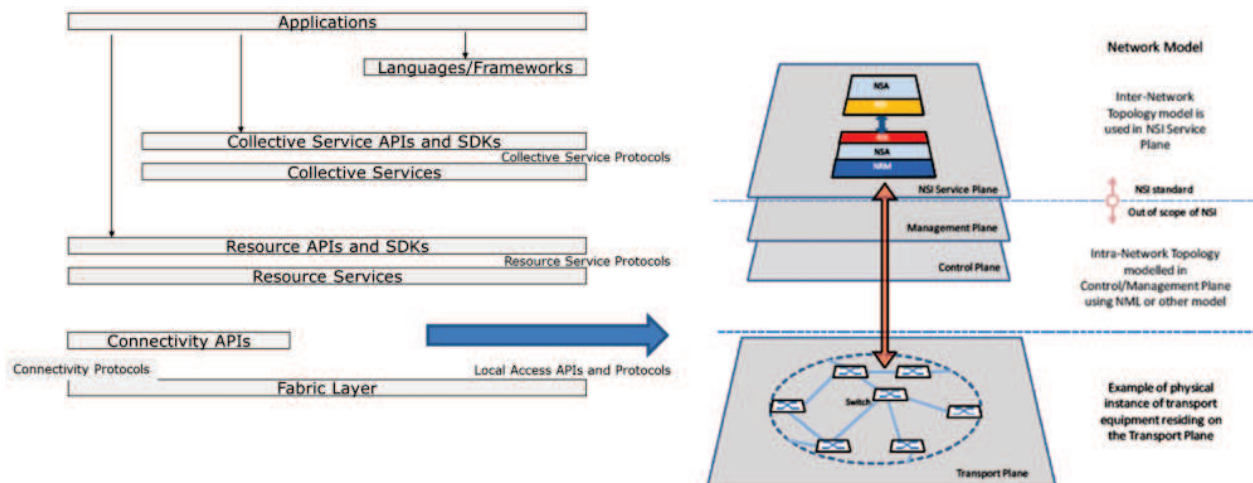 Applications
Languages/Frameworks
Collective Service APIs and SDKs
Collective Service Protocols
Collective Services
Resource APIs and SDKs
Resource Service Protocols
Resource Services
Connectivity APIs
Connectivity Protocols
Local Access APIs and Protocols
Fabric Layer
Network Model
NSA
NSA
NRM
NSI Service Plane
Inter-Network
Topology model is
used in NSI Service
Plane
NSI standard
Out of scope of NSI
Management Plane
Control Plane
Intra-Network Topology
modelled in
Control/Management Plane
using NML or other model
Switch
Transport Plane
Example of physical
instance of transport
equipment residing on
the Transport Plane